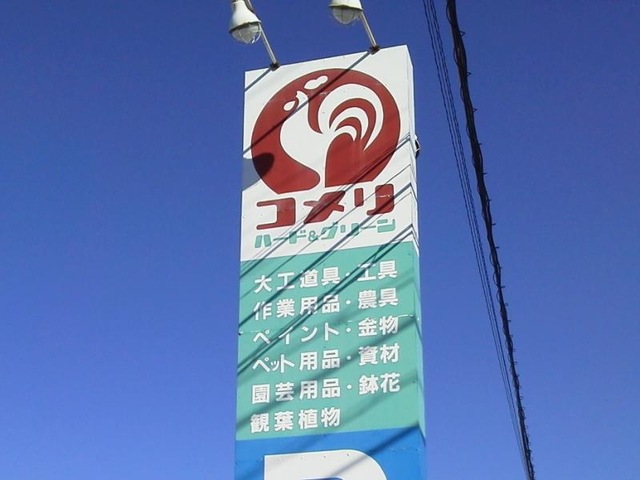 コメリ
ハード&グリーン
大工道具・工具
作業用品・農具
ペイント・金物
ペット用品・資材
園芸用品・鉢花
観葉植物
P